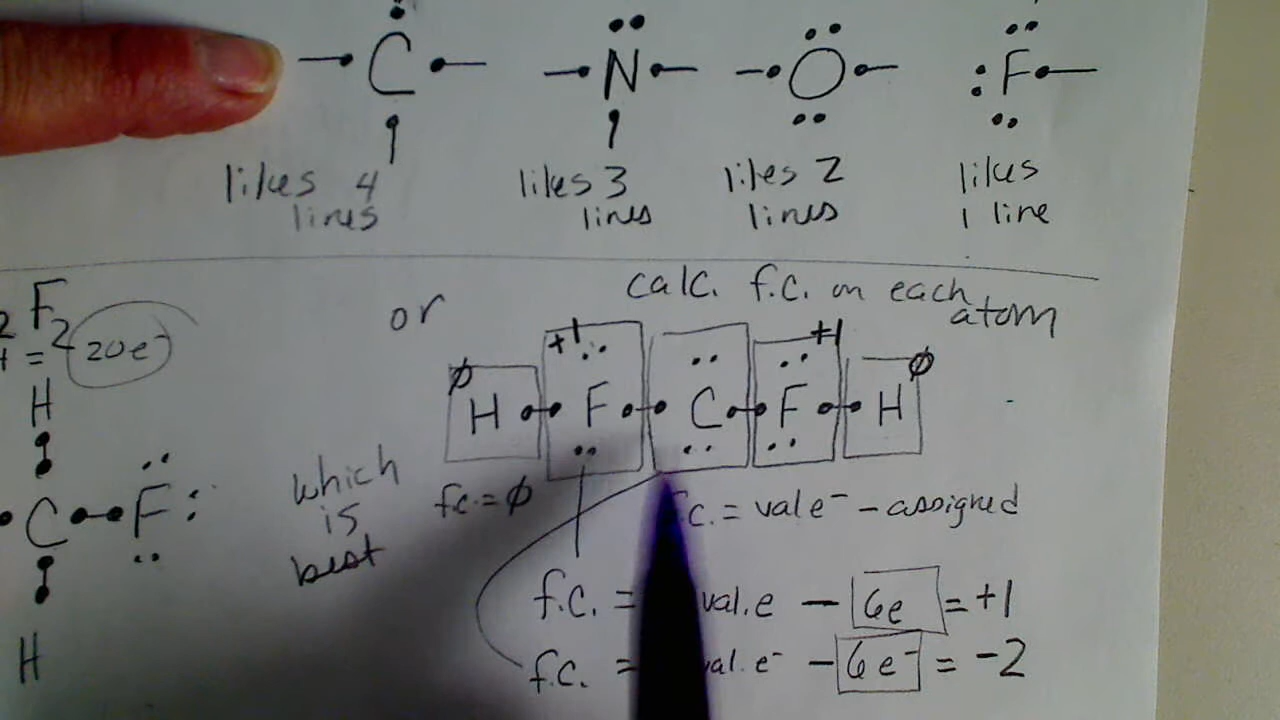 C N O F
likes 4 lines
likes 3 lines
likes 2 lines
likes 1 line
calc. f.c. on each atom
or
F2
= 20e-
+1 +1
∅ ∅
H F C F H
H
C F
H
which is best
f.c. = ∅
f.c. = val e- - assigned
f.c. = val. e - 6e = +1
f.c. = val. e- - 6e- = -2